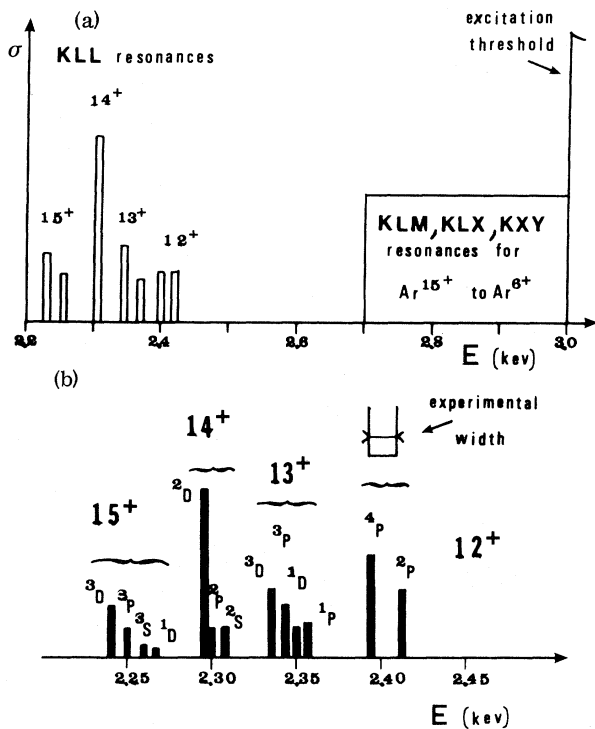 (a)
σ
KLL resonances
excitation
threshold
14+
15+
13+
12+
KLM, KLX, KXY
resonances for
Ar15+ to Ar6+
2,2
2,4
2,6
2,8
3,0
E (kev)
(b)
experimental
width
14+
13+
15+
12+
2D
3P
4P
3D
3P
3S
1D
2P
2S
3D
1D
1P
2P
2,25
2,30
2,35
2,40
2,45
E (kev)